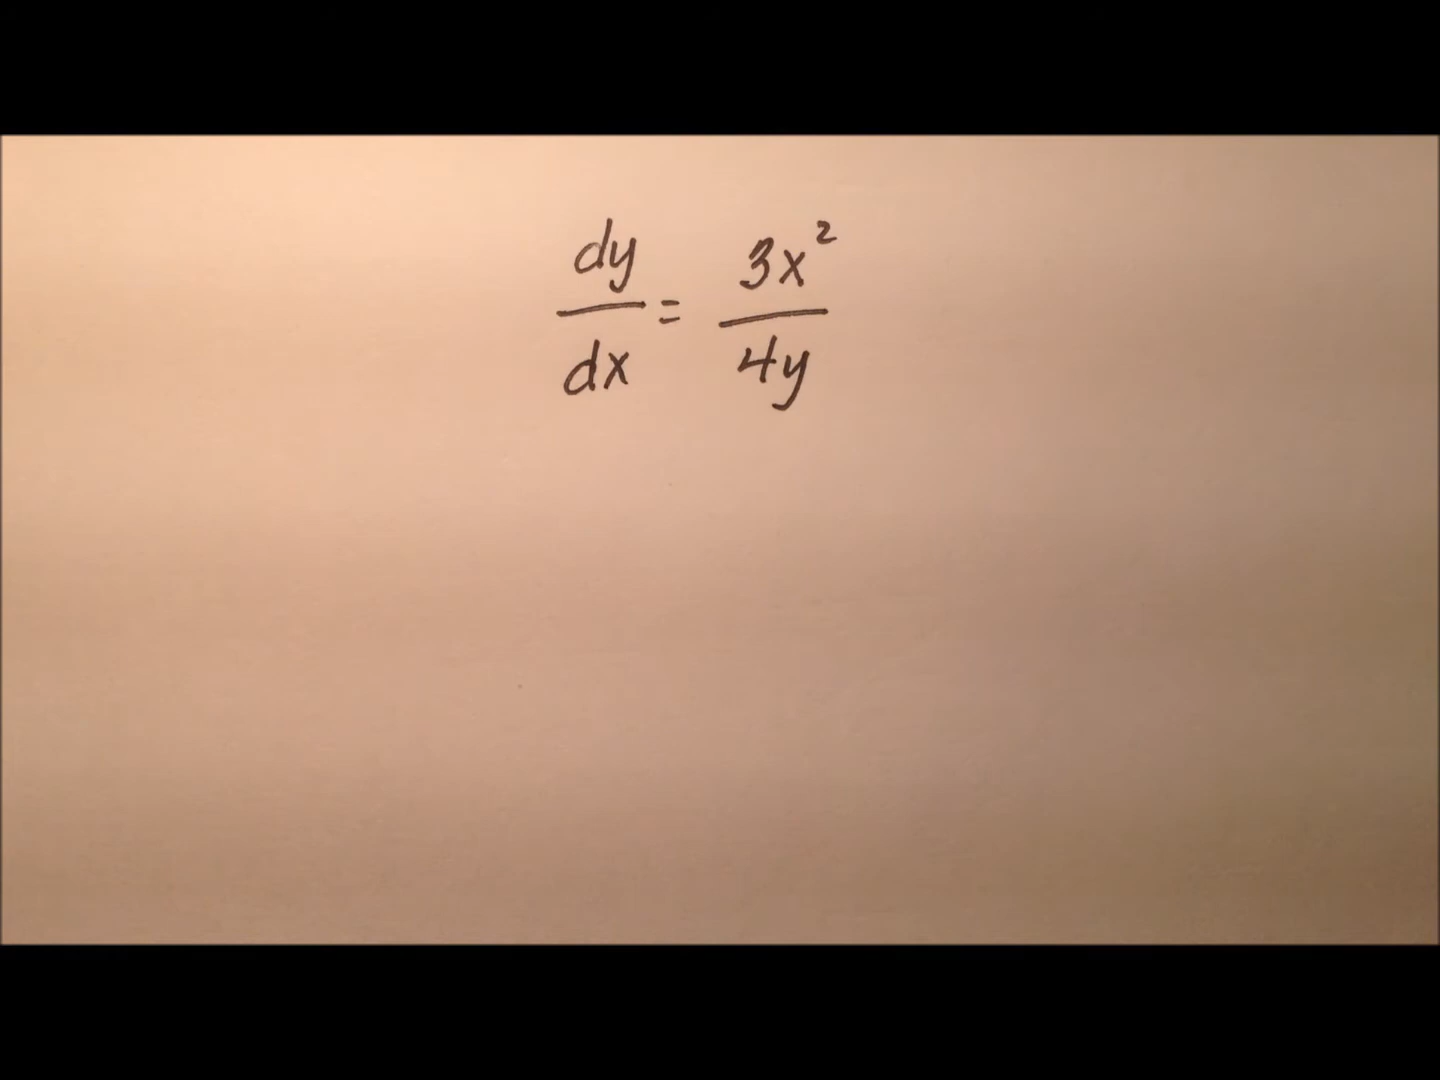 dy/dx = 3x²/4y